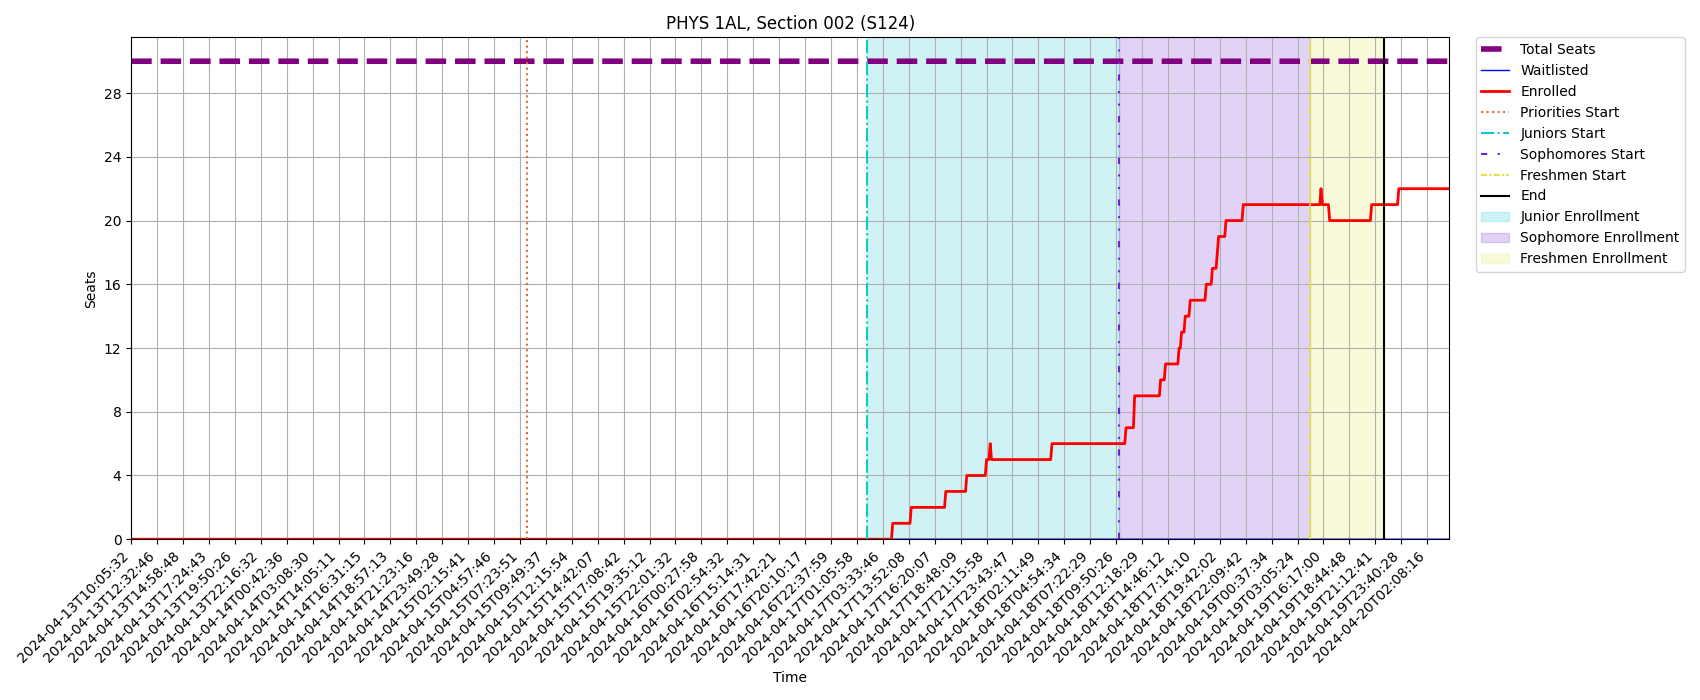 PHYS 1AL, Section 002 (S124)
Total Seats
Waitlisted
Enrolled
Priorities Start
Juniors Start
Sophomores Start
Freshmen Start
End
Junior Enrollment
Sophomore Enrollment
Freshmen Enrollment
Seats
28
24
20
16
12
8
4
0
2024-04-13T10:05:32
2024-04-13T12:32:46
2024-04-13T14:58:48
2024-04-13T17:24:43
2024-04-13T19:50:26
2024-04-13T22:16:32
2024-04-14T00:42:36
2024-04-14T03:08:30
2024-04-14T14:05:11
2024-04-14T16:31:15
2024-04-14T18:57:13
2024-04-14T21:23:16
2024-04-14T23:49:28
2024-04-15T02:15:41
2024-04-15T04:57:46
2024-04-15T07:23:51
2024-04-15T09:49:37
2024-04-15T12:15:54
2024-04-15T14:42:07
2024-04-15T17:08:42
2024-04-15T19:35:12
2024-04-15T22:01:32
2024-04-16T00:27:58
2024-04-16T02:54:32
2024-04-16T15:14:31
2024-04-16T17:42:21
2024-04-16T20:10:17
2024-04-16T22:37:59
2024-04-17T01:05:58
2024-04-17T03:33:46
2024-04-17T13:52:08
2024-04-17T16:20:07
2024-04-17T18:48:09
2024-04-17T21:15:58
2024-04-17T23:43:47
2024-04-18T02:11:49
2024-04-18T04:54:34
2024-04-18T07:22:29
2024-04-18T09:50:26
2024-04-18T12:18:29
2024-04-18T14:46:12
2024-04-18T17:14:10
2024-04-18T19:42:02
2024-04-18T22:09:42
2024-04-19T00:37:34
2024-04-19T03:05:24
2024-04-19T16:17:00
2024-04-19T18:44:48
2024-04-19T21:12:41
2024-04-19T23:40:28
2024-04-20T02:08:16
Time